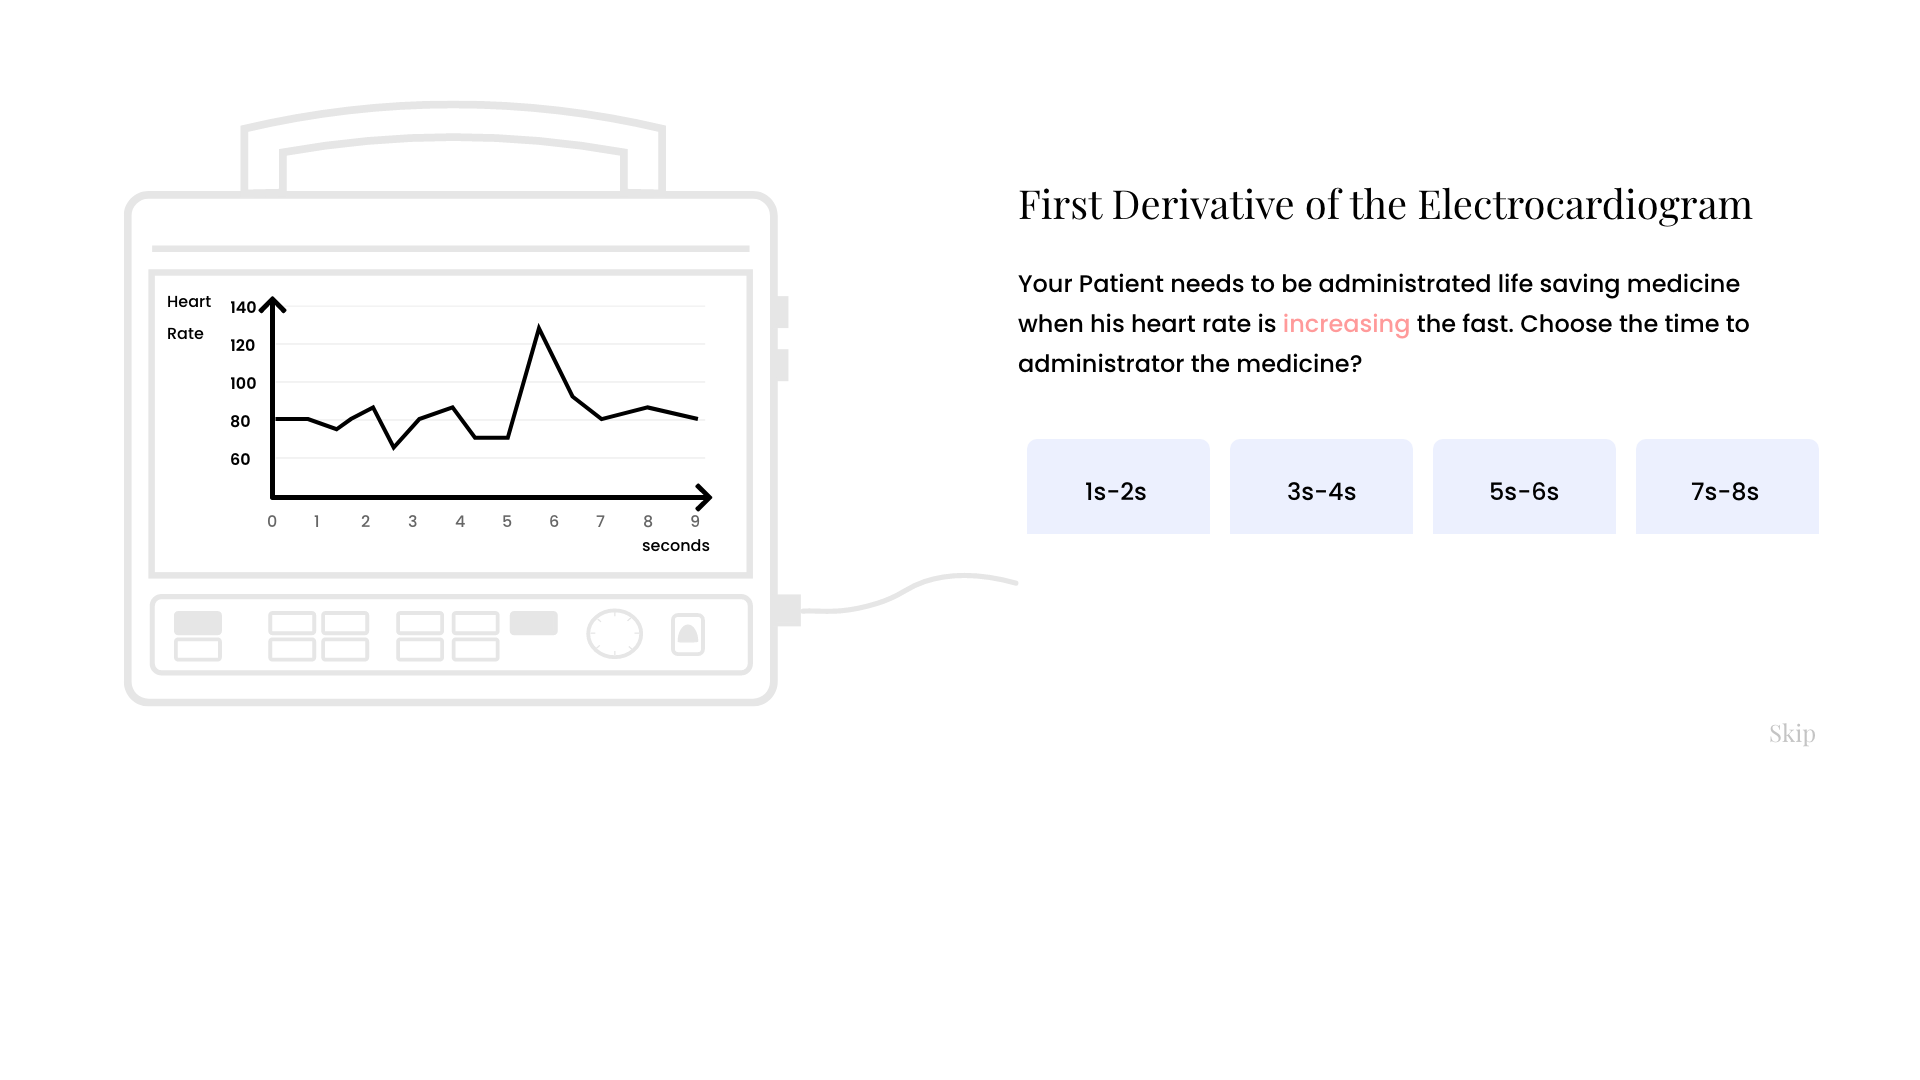 First Derivative of the Electrocardiogram
Your Patient needs to be administrated life saving medicine
when his heart rate is increasing the fast. Choose the time to
administrator the medicine?
Heart
Rate
140
120
100
80
60
0 1 2 3 4 5 6 7 8 9
seconds
1s-2s
3s-4s
5s-6s
7s-8s
Skip